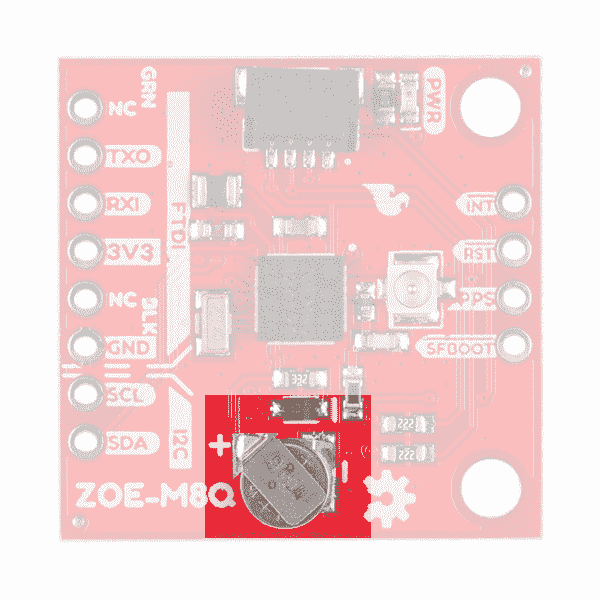 GRN
NC
PWR
TXO
RXI
FTDI
INT
3V3
RST
NC
BLK
PPS
GND
SFBOOT
332
SCL
222
SDA
I2C
+
-
222
ZOE-M8Q